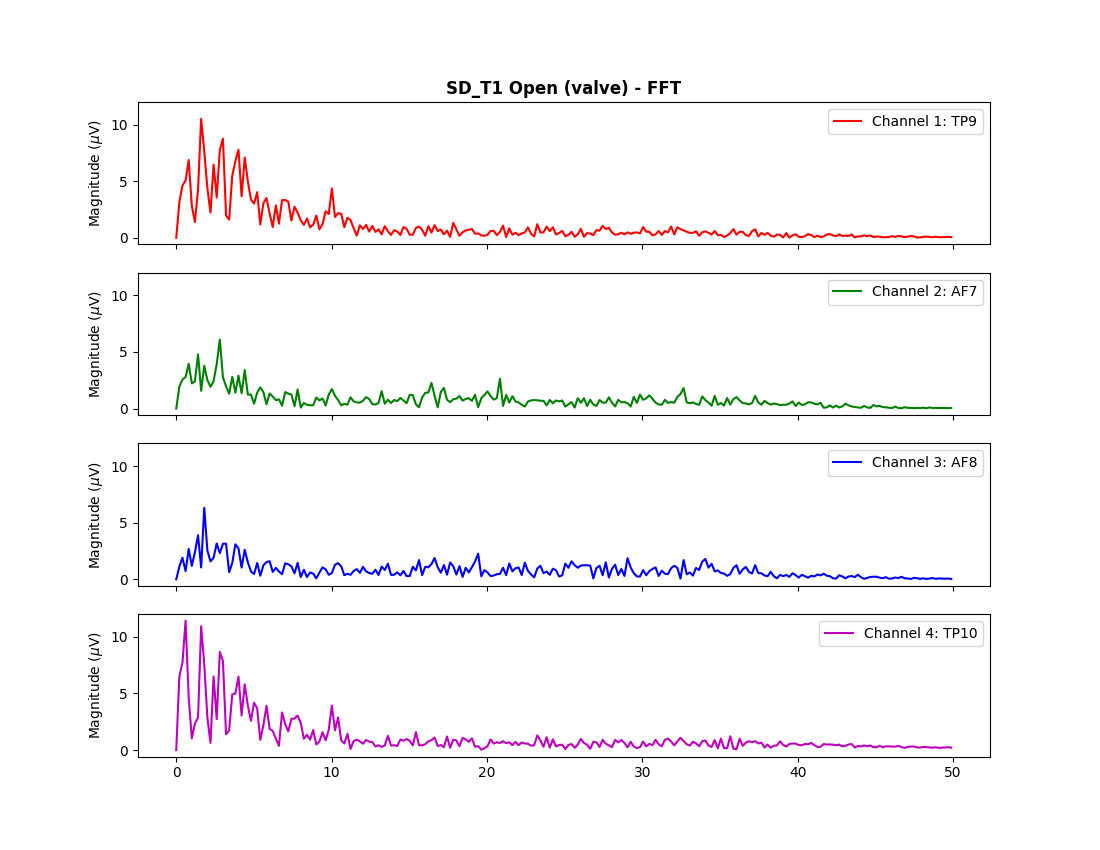 SD_T1 Open (valve) - FFT
Magnitude (μV)
10
5
0
Channel 1: TP9
Magnitude (μV)
10
5
0
Channel 2: AF7
Magnitude (μV)
10
5
0
Channel 3: AF8
Magnitude (μV)
10
5
0
Channel 4: TP10
0 10 20 30 40 50